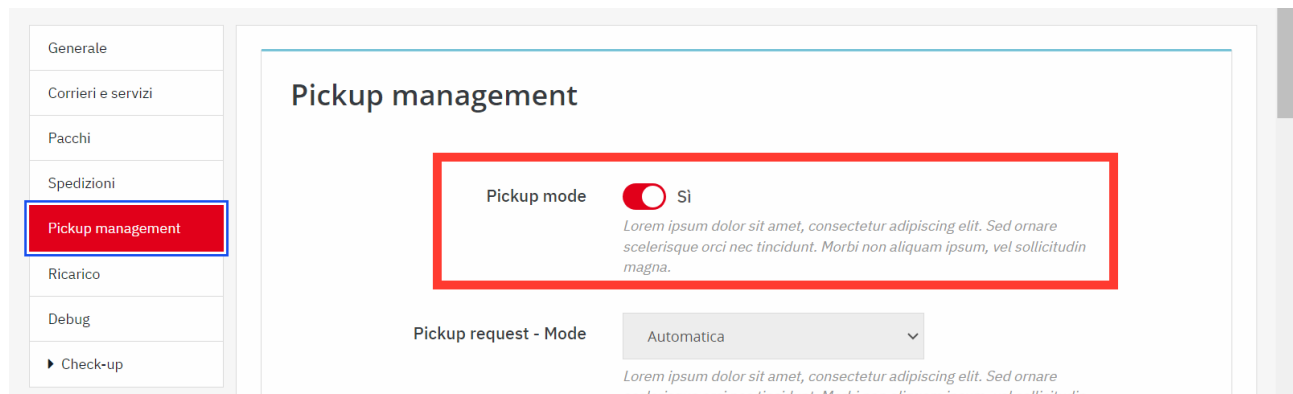 Generale
Corrieri e servizi
Pacchi
Spedizioni
Pickup management
Ricarico
Debug
Check-up
Pickup management
Pickup mode
Sì
Lorem ipsum dolor sit amet, consectetur adipiscing elit. Sed ornare
scelerisque orci nec tincidunt. Morbi non aliquam ipsum, vel sollicitudin
magna.
Pickup request - Mode
Automatica
Lorem ipsum dolor sit amet, consectetur adipiscing elit. Sed ornare